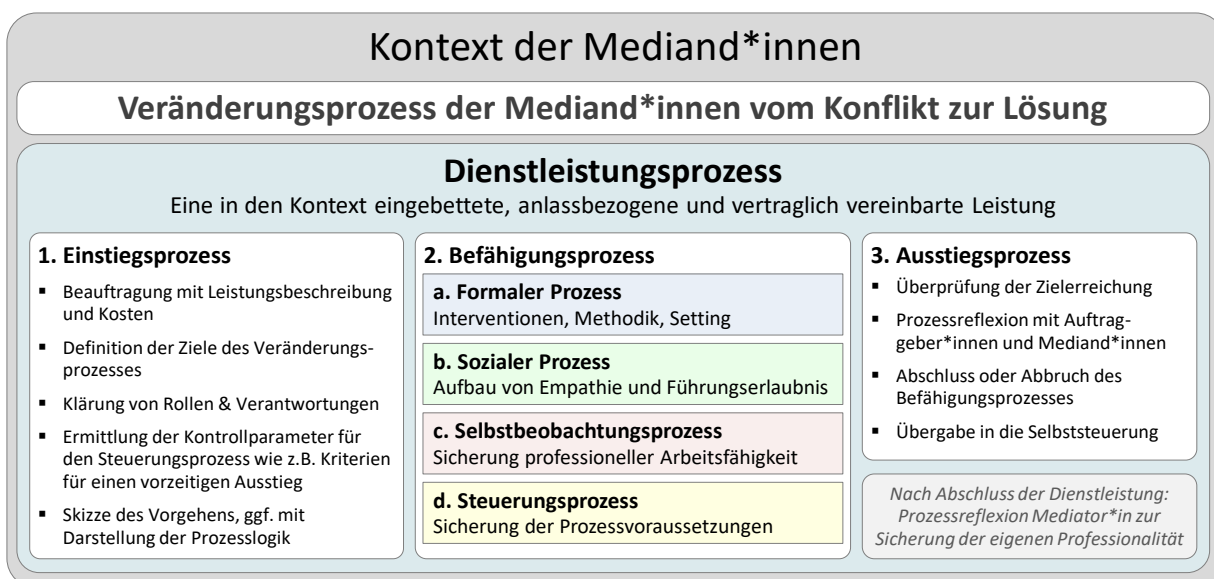 Kontext der Mediand*innen
Veränderungsprozess der Mediand*innen vom Konflikt zur Lösung
Dienstleistungsprozess
Eine in den Kontext eingebettete, anlassbezogene und vertraglich vereinbarte Leistung
1. Einstiegsprozess
▪ Beauftragung mit Leistungsbeschreibung
und Kosten
▪ Definition der Ziele des Veränderungs-
prozesses
▪ Klärung von Rollen & Verantwortungen
▪ Ermittlung der Kontrollparameter für
den Steuerungsprozess wie z.B. Kriterien
für einen vorzeitigen Ausstieg
▪ Skizze des Vorgehens, ggf. mit
Darstellung der Prozesslogik
2. Befähigungsprozess
a. Formaler Prozess
Interventionen, Methodik, Setting
b. Sozialer Prozess
Aufbau von Empathie und Führungserlaubnis
c. Selbstbeobachtungsprozess
Sicherung professioneller Arbeitsfähigkeit
d. Steuerungsprozess
Sicherung der Prozessvoraussetzungen
3. Ausstiegsprozess
▪ Überprüfung der Zielerreichung
▪ Prozessreflexion mit Auftrag-
geber*innen und Mediand*innen
▪ Abschluss oder Abbruch des
Befähigungsprozesses
▪ Übergabe in die Selbststeuerung
Nach Abschluss der Dienstleistung:
Prozessreflexion Mediator*in zur
Sicherung der eigenen Professionalität